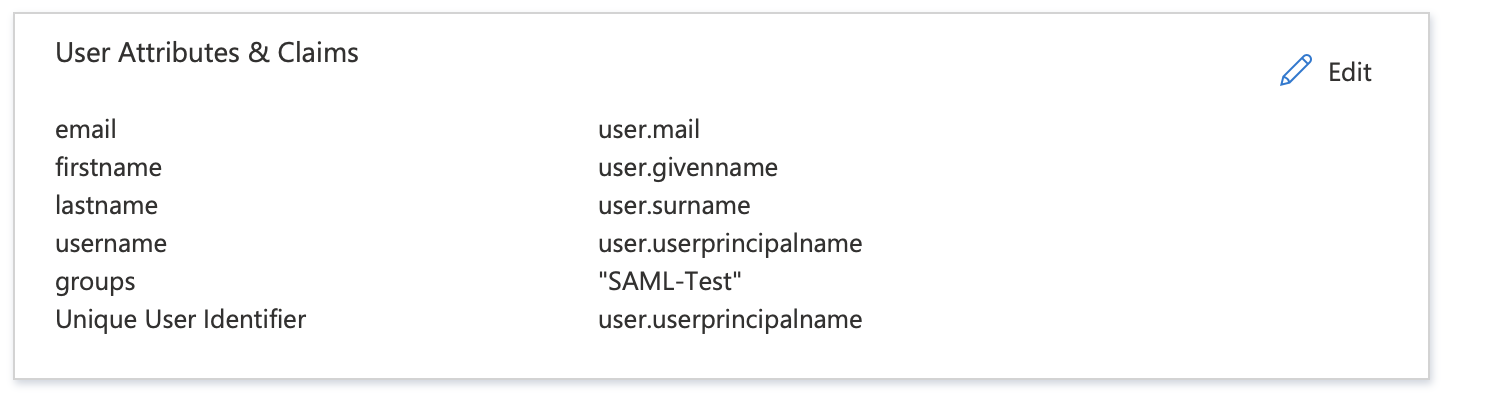 User Attributes & Claims
Edit
email user.mail
firstname user.givenname
lastname user.surname
username user.userprincipalname
groups "SAML-Test"
Unique User Identifier user.userprincipalname